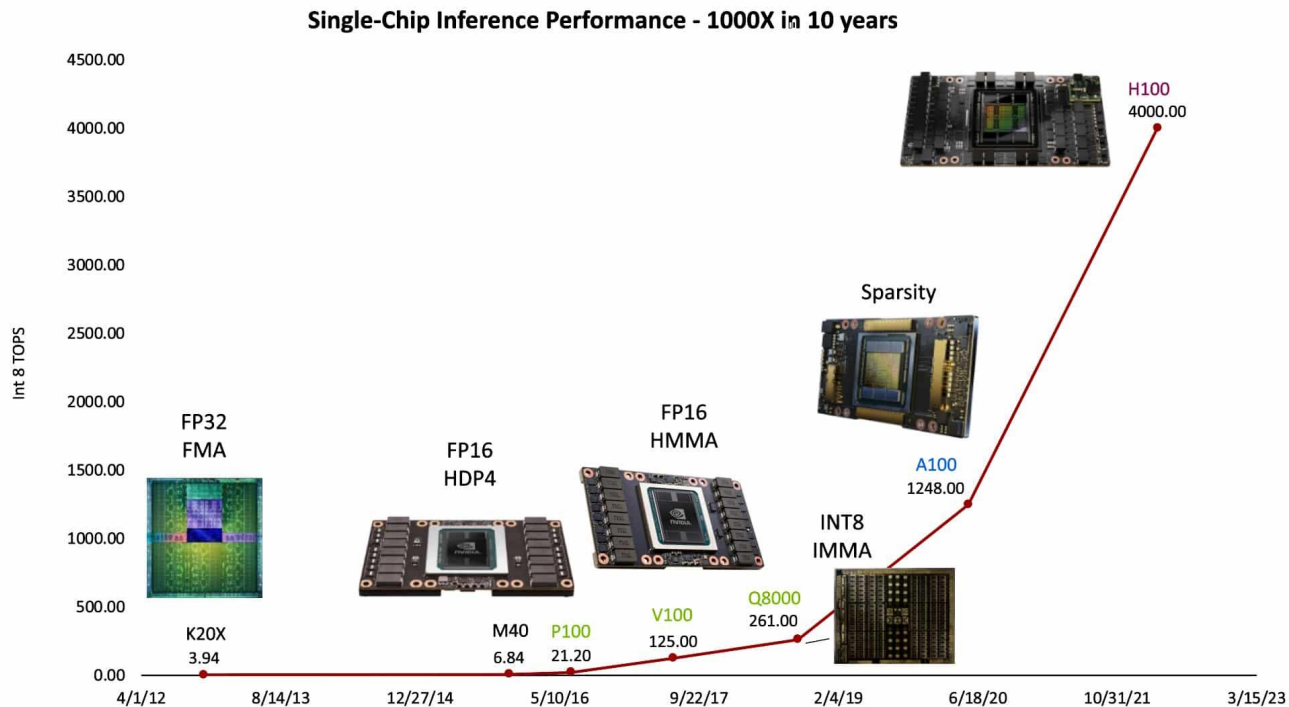 Single-Chip Inference Performance - 1000X in 10 years
4500.00
4000.00
3500.00
3000.00
2500.00
2000.00
1500.00
1000.00
500.00
0.00
Int 8 TOPS
4/1/12
8/14/13
12/27/14
5/10/16
9/22/17
2/4/19
6/18/20
10/31/21
3/15/23
FP32
FMA
K20X
3.94
FP16
HDP4
NVIDIA
M40
6.84
P100
21.20
FP16
HMMA
NVIDIA
V100
125.00
Q8000
261.00
INT8
IMMA
Sparsity
A100
1248.00
H100
4000.00